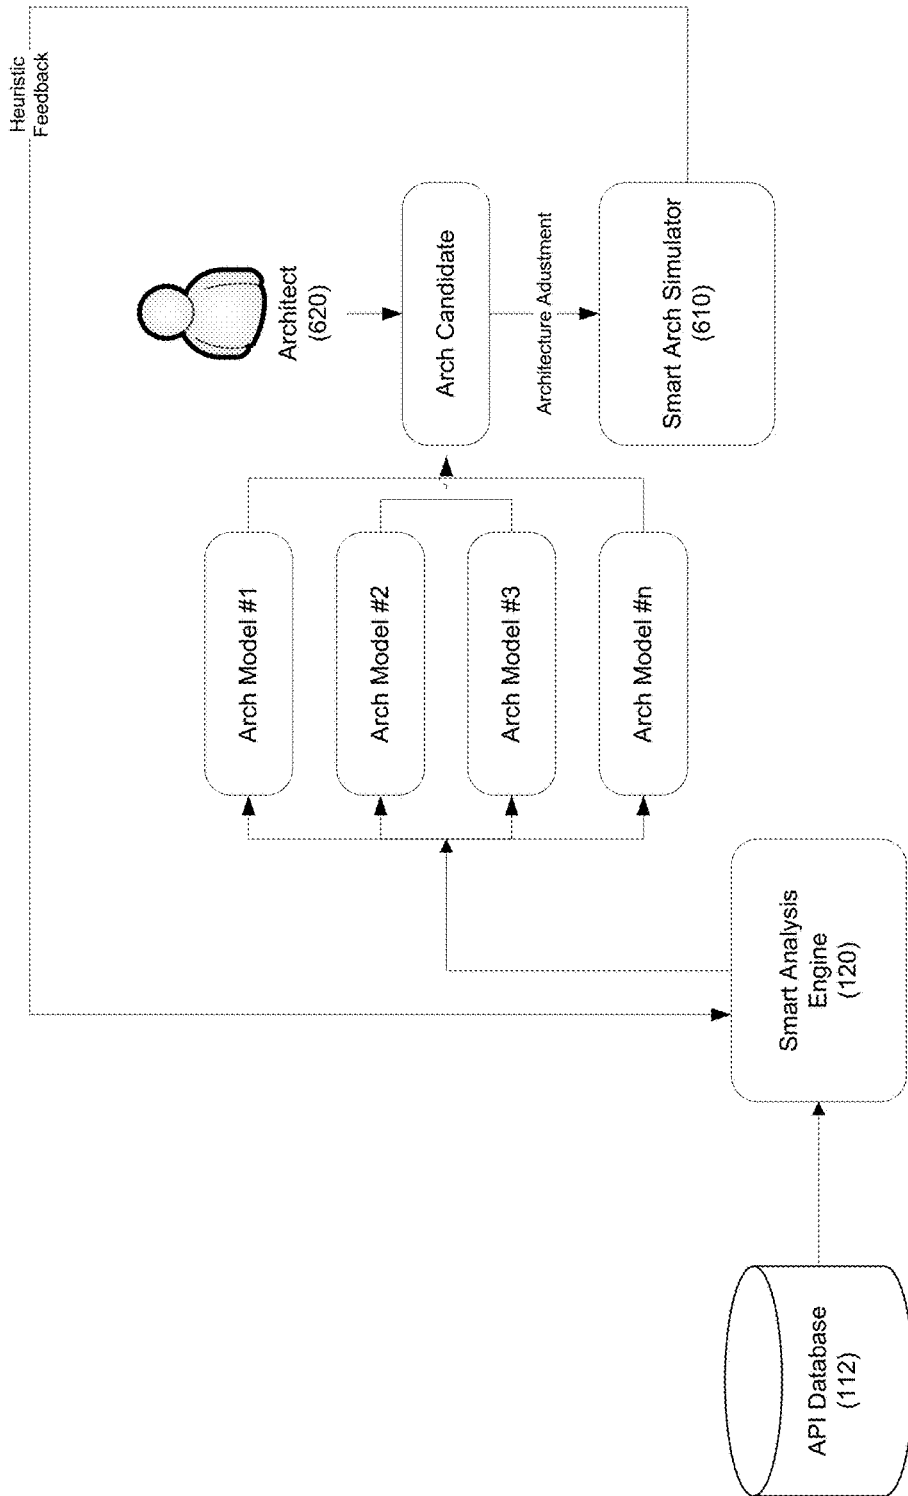 Heuristic
Feedback
Architect
(620)
Arch Candidate
Architecture Adustment
Smart Arch Simulator
(610)
Arch Model #1
Arch Model #2
Arch Model #3
Arch Model #n
Smart Analysis
Engine
(120)
API Database
(112)